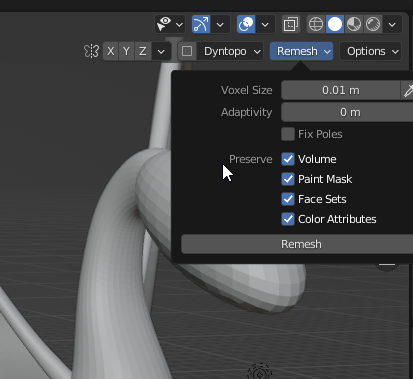 X Y Z Dyntopo Remesh Options
Voxel Size 0.01 m
Adaptivity 0 m
Fix Poles
Preserve Volume
Paint Mask
Face Sets
Color Attributes
Remesh